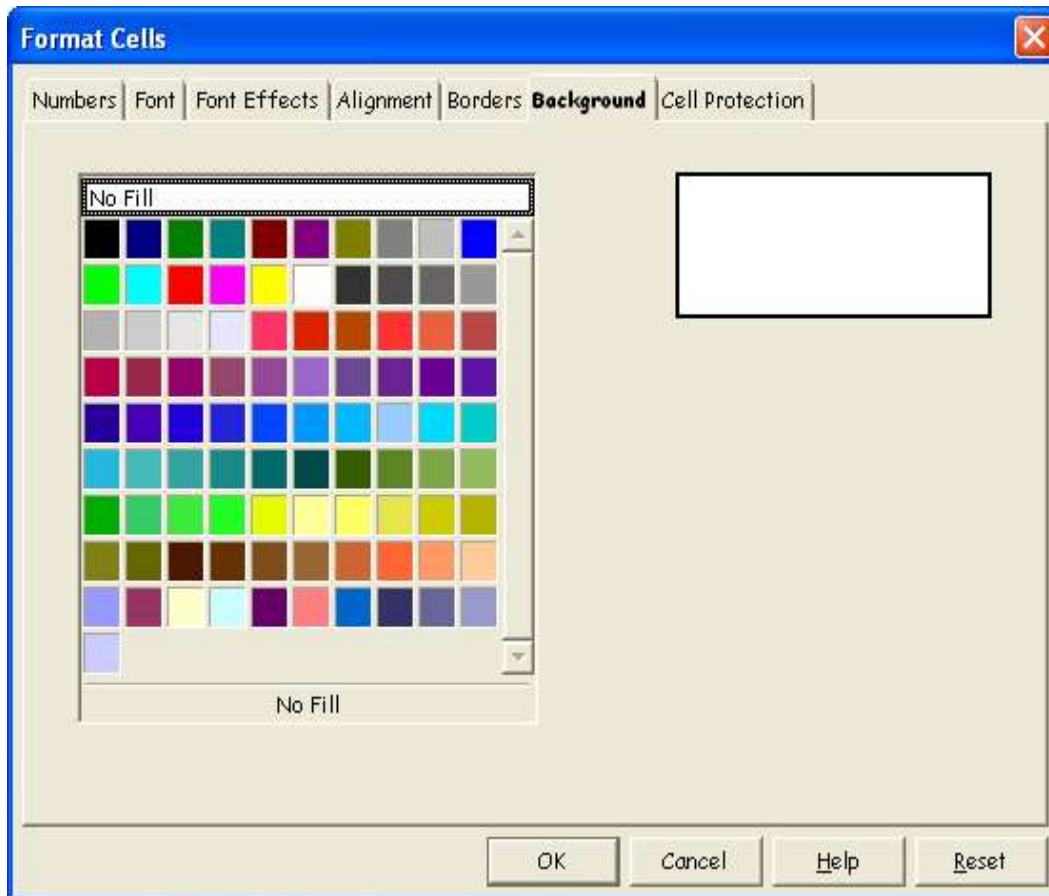 Format Cells
Numbers Font Font Effects Alignment Borders Background Cell Protection
No Fill
No Fill
OK Cancel Help Reset